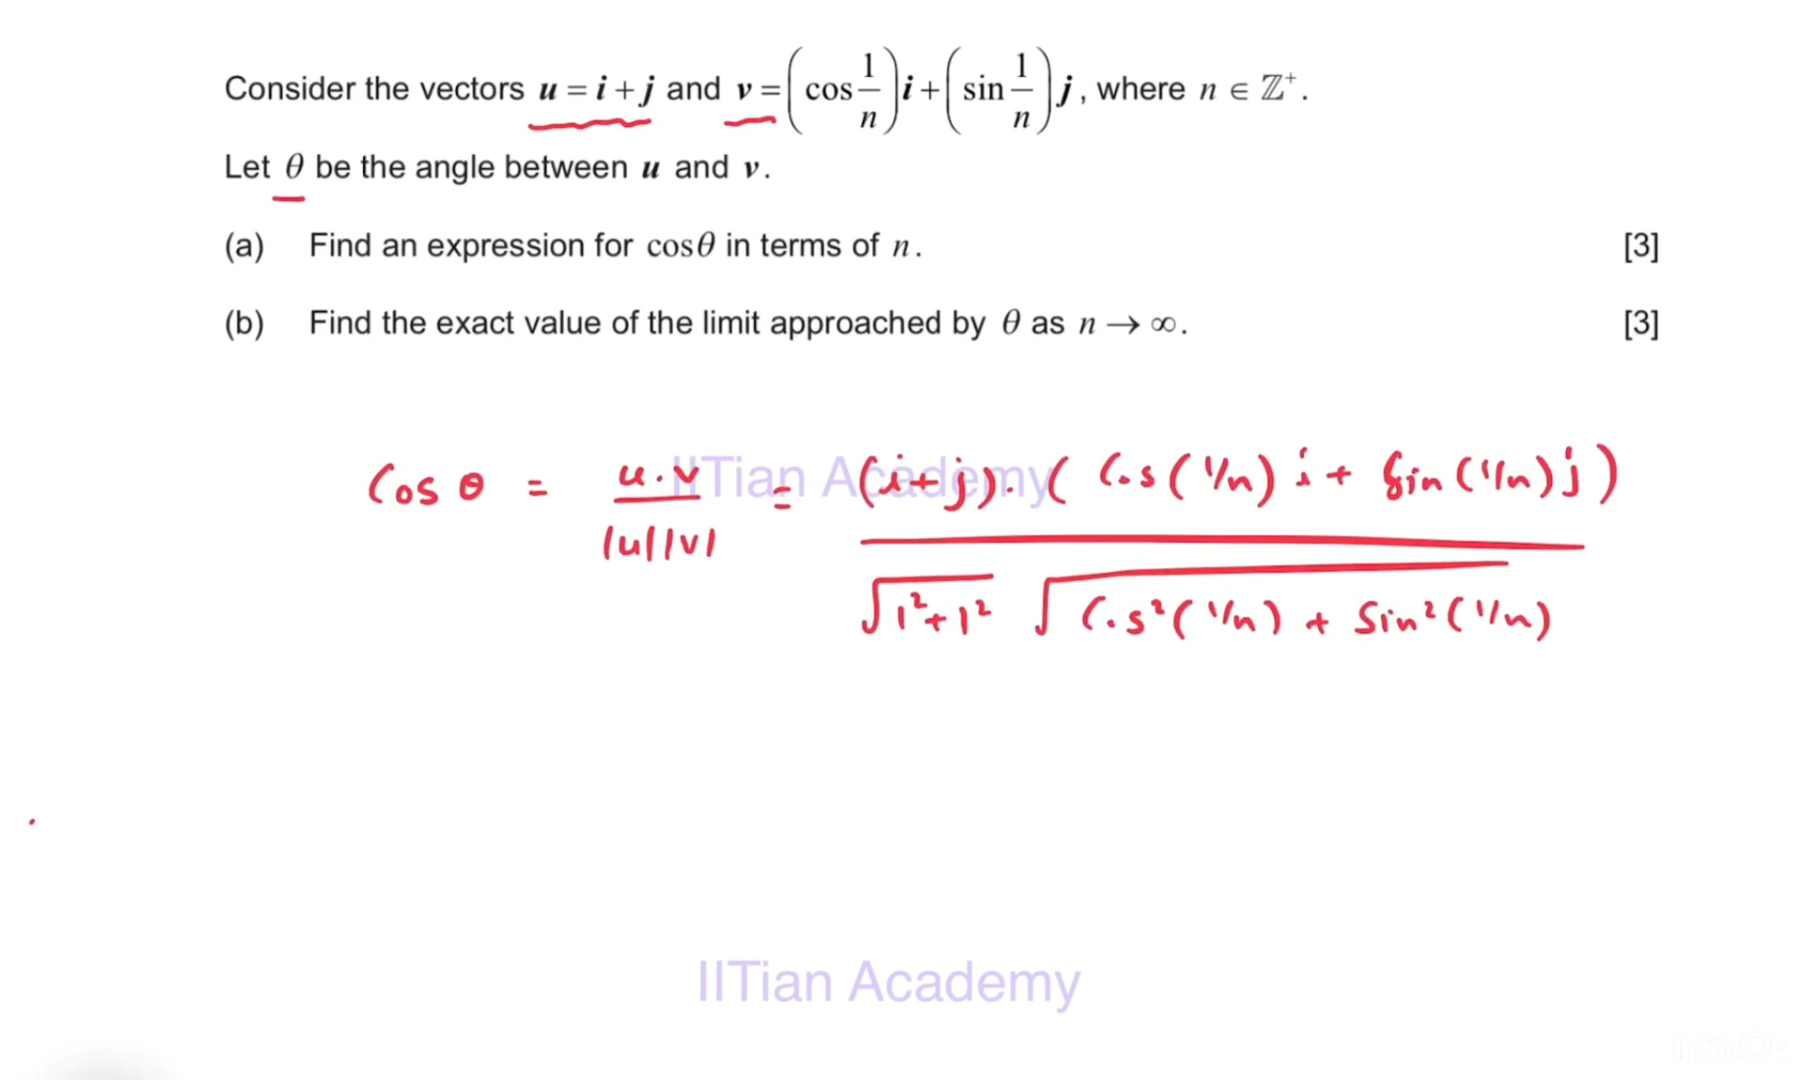 Consider the vectors u = i + j and v = (cos 1/n) i + (sin 1/n) j, where n ∈ ℤ⁺.
Let θ be the angle between u and v.
(a) Find an expression for cosθ in terms of n. [3]
(b) Find the exact value of the limit approached by θ as n → ∞. [3]
Cos θ = u.v / |u||v| = (i+j).(Cos(1/n)i + Sin(1/n)j) / √1²+1² √Cos²(1/n) + Sin²(1/n)
IITian Academy
IITian Academy